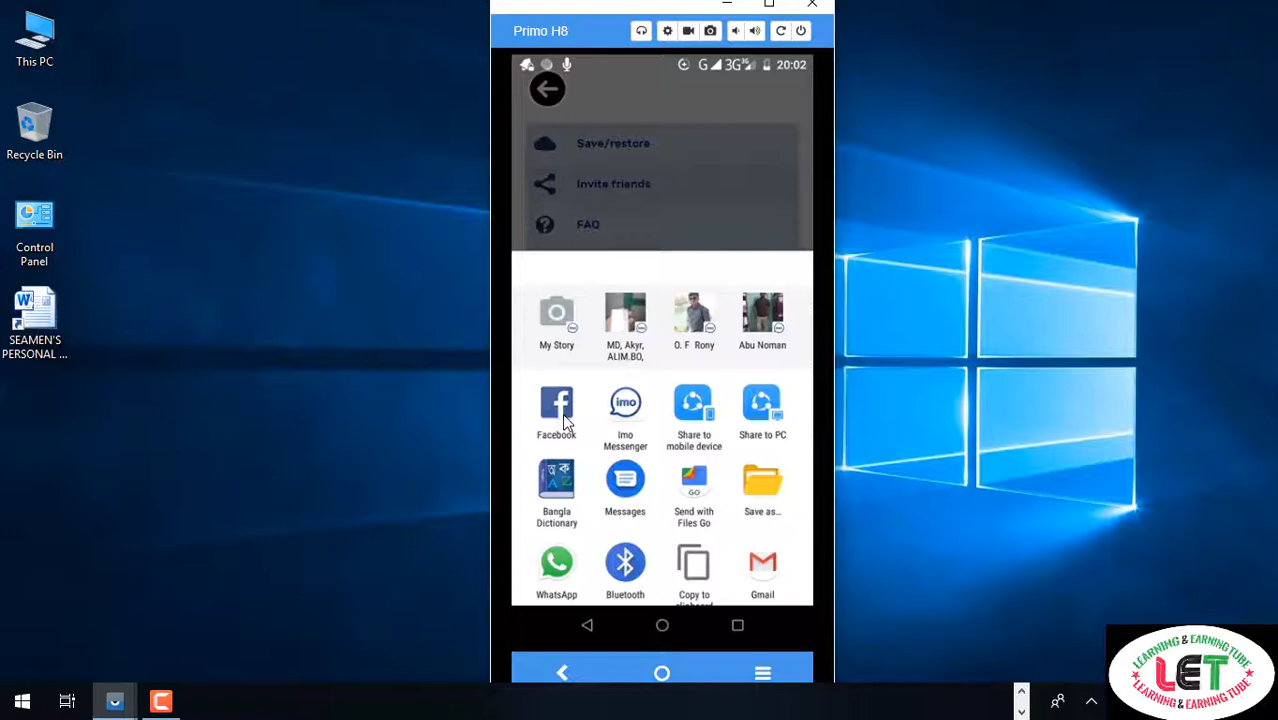 This PC
Recycle Bin
Control
Panel
SEAMEN'S
PERSONAL ...
Primo H8
G 3G 20:02
Save/restore
Invite friends
FAQ
My Story
MD, Akyr,
ALIM.BO,
O. F Rony
Abu Noman
Facebook
imo
Imo
Messenger
Share to
mobile device
Share to PC
অ ক
A Z
Bangla
Dictionary
Messages
GO
Send with
Files Go
Save as...
WhatsApp
Bluetooth
Copy to
clipboard
Gmail
LEARNING & EARNING TUBE
LET
LEARNING & EARNING TUBE